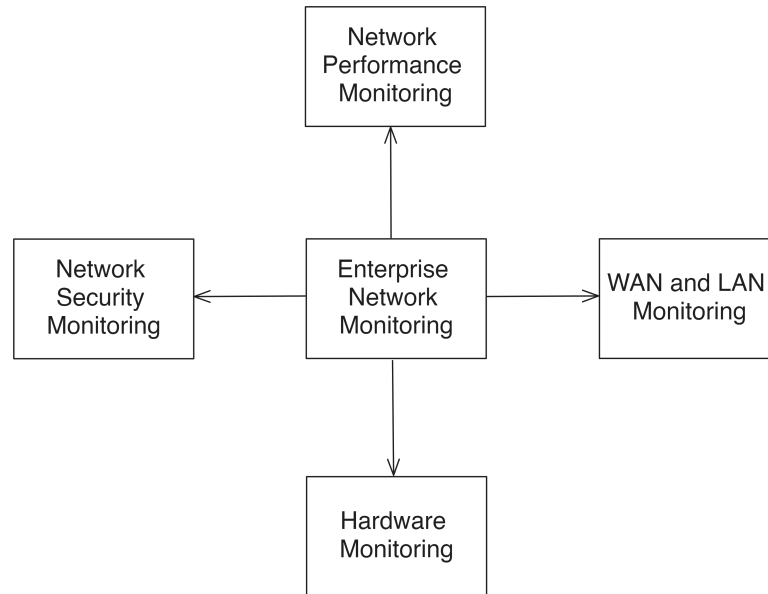 Network
Performance
Monitoring
Network
Security
Monitoring
Enterprise
Network
Monitoring
WAN and LAN
Monitoring
Hardware
Monitoring